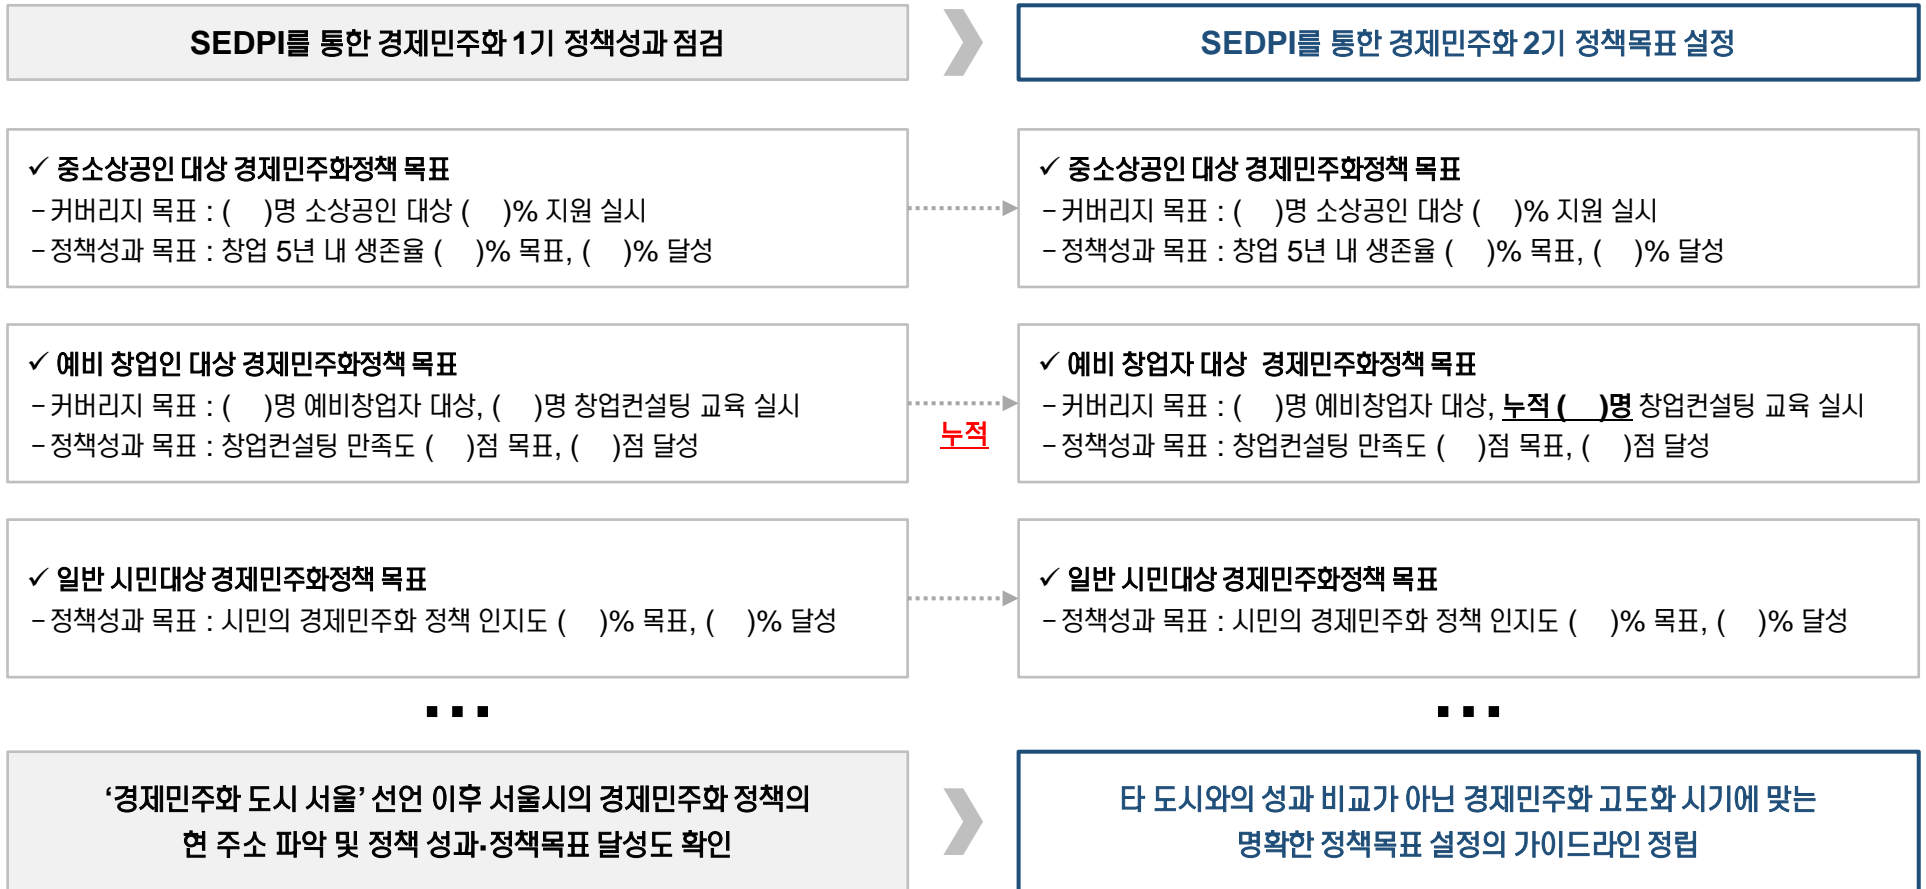 SEDPI를 통한 경제민주화 1기 정책성과 점검
SEDPI를 통한 경제민주화 2기 정책목표 설정
✓ 중소상공인 대상 경제민주화정책 목표
– 커버리지 목표 : (    )명 소상공인 대상 (    )% 지원 실시
– 정책성과 목표 : 창업 5년 내 생존율 (    )% 목표, (    )% 달성
✓ 중소상공인 대상 경제민주화정책 목표
– 커버리지 목표 : (    )명 소상공인 대상 (    )% 지원 실시
– 정책성과 목표 : 창업 5년 내 생존율 (    )% 목표, (    )% 달성
✓ 예비 창업인 대상 경제민주화정책 목표
– 커버리지 목표 : (    )명 예비창업자 대상, (    )명 창업컨설팅 교육 실시
– 정책성과 목표 : 창업컨설팅 만족도 (    )점 목표, (    )점 달성
누적
✓ 예비 창업자 대상  경제민주화정책 목표
– 커버리지 목표 : (    )명 예비창업자 대상, 누적 (    )명 창업컨설팅 교육 실시
– 정책성과 목표 : 창업컨설팅 만족도 (    )점 목표, (    )점 달성
✓ 일반 시민대상 경제민주화정책 목표
– 정책성과 목표 : 시민의 경제민주화 정책 인지도 (    )% 목표, (    )% 달성
✓ 일반 시민대상 경제민주화정책 목표
– 정책성과 목표 : 시민의 경제민주화 정책 인지도 (    )% 목표, (    )% 달성
...
...
‘경제민주화 도시 서울’ 선언 이후 서울시의 경제민주화 정책의
현 주소 파악 및 정책 성과·정책목표 달성도 확인
타 도시와의 성과 비교가 아닌 경제민주화 고도화 시기에 맞는
명확한 정책목표 설정의 가이드라인 정립